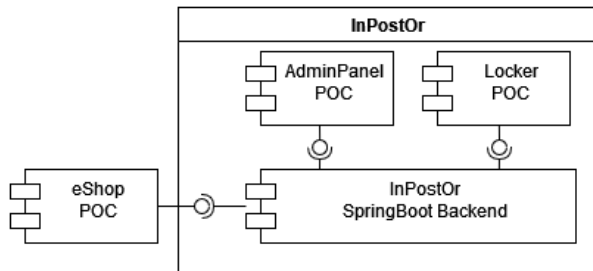 InPostOr
AdminPanel
POC
Locker
POC
eShop
POC
InPostOr
SpringBoot Backend